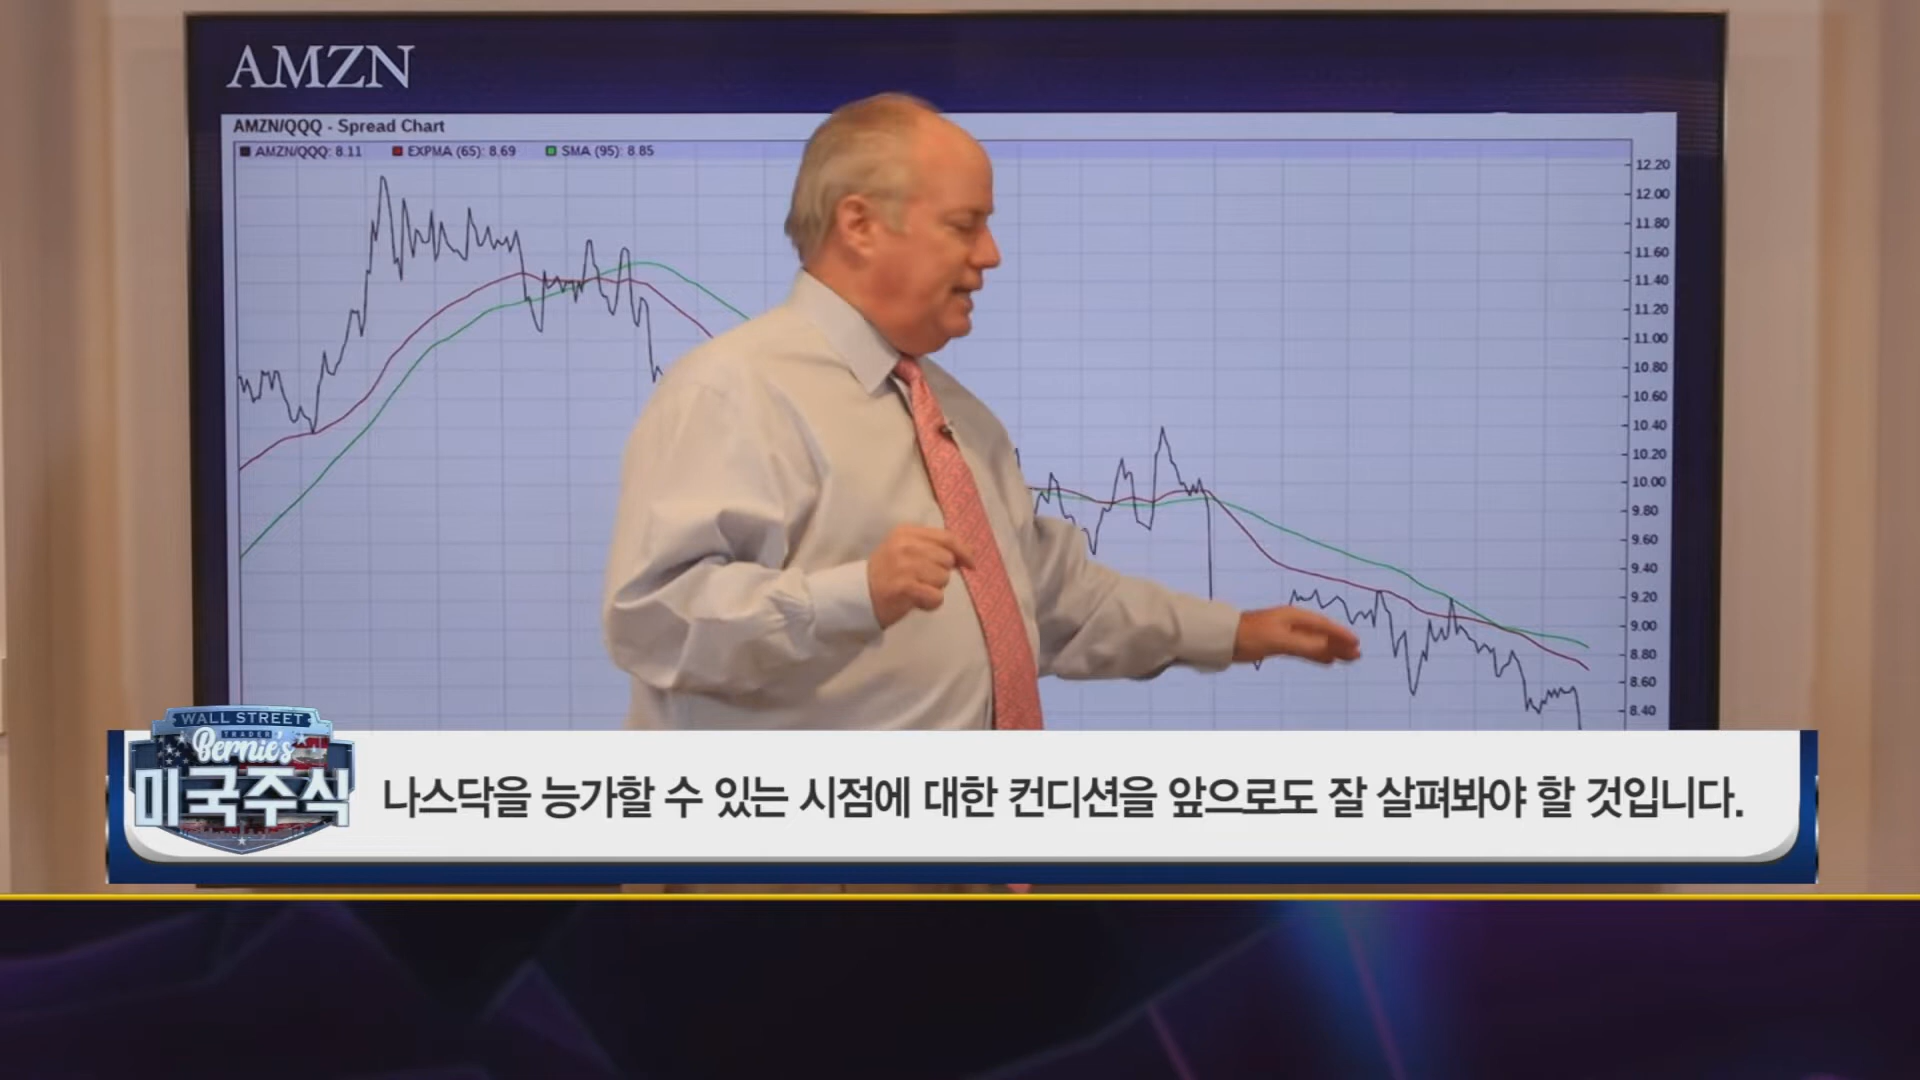 AMZN
AMZN/QQQ - Spread Chart
AMZN/QQQ: 8.11 EXPMA (65): 8.69 SMA (95): 8.85
12.20
12.00
11.80
11.60
11.40
11.20
11.00
10.80
10.60
10.40
10.20
10.00
9.80
9.60
9.40
9.20
9.00
8.80
8.60
8.40
WALL STREET
TRADER
Bernie's
미국주식
나스닥을 능가할 수 있는 시점에 대한 컨디션을 앞으로도 잘 살펴봐야 할 것입니다.